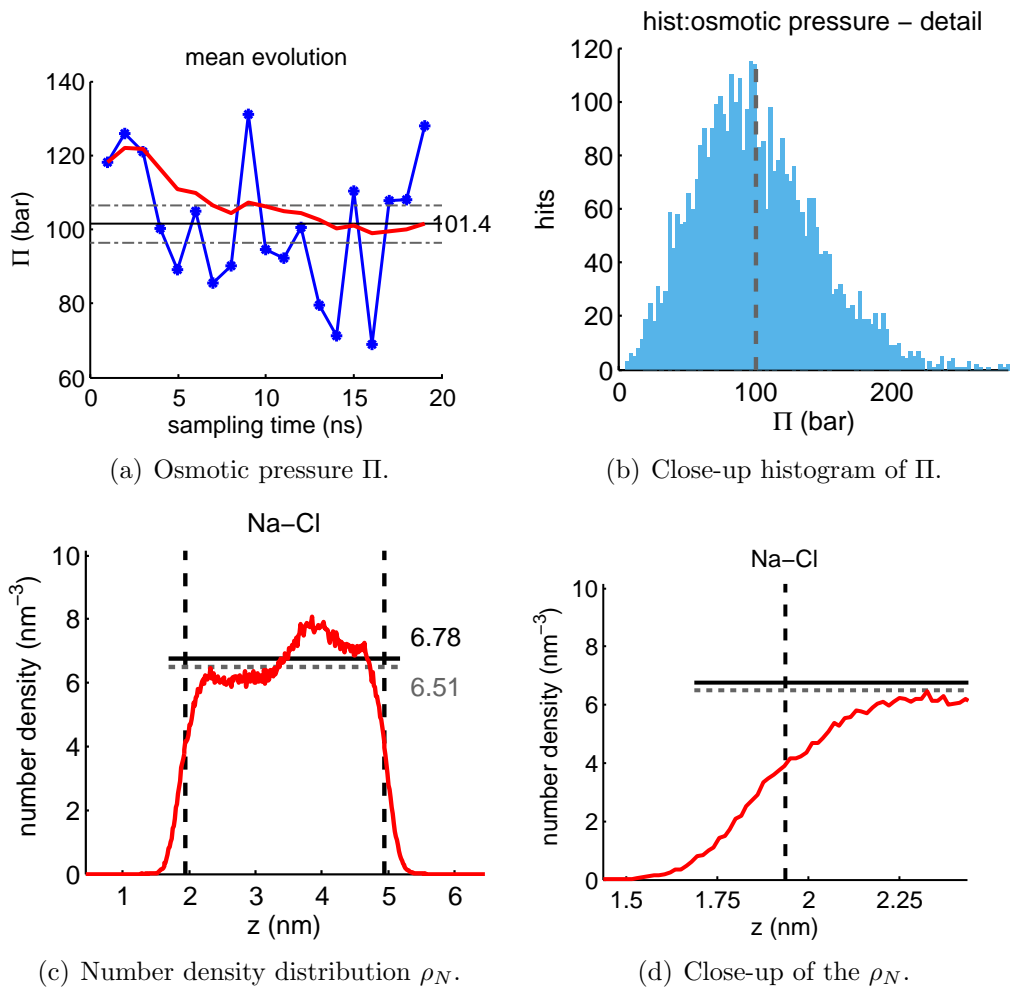 mean evolution
140
120
100
80
60
0
5
10
15
20
Π (bar)
101.4
sampling time (ns)
(a) Osmotic pressure Π.
hist:osmotic pressure – detail
120
100
80
60
40
20
0
0
100
200
hits
Π (bar)
(b) Close-up histogram of Π.
Na–Cl
10
8
6
4
2
0
1
2
3
4
5
6
number density (nm⁻³)
6.78
6.51
z (nm)
(c) Number density distribution ρ_N.
Na–Cl
10
8
6
4
2
0
1.5
1.75
2
2.25
number density (nm⁻³)
z (nm)
(d) Close-up of the ρ_N.